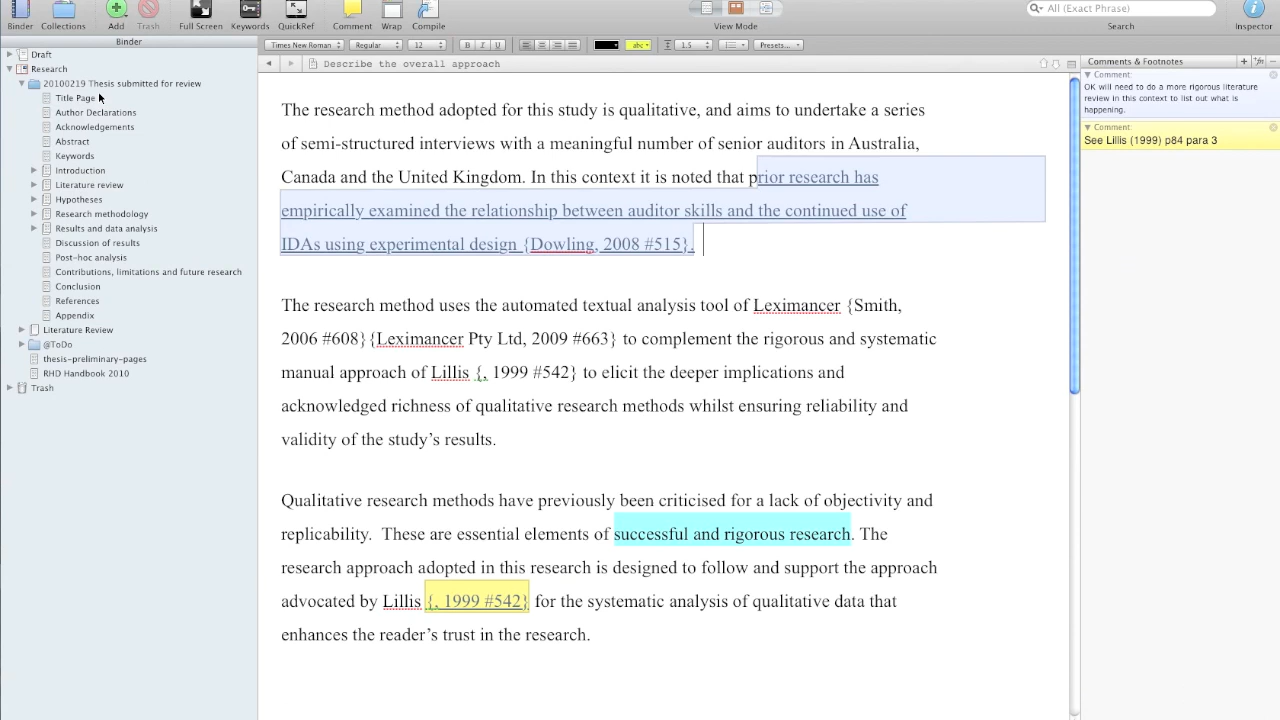 Binder Collections Add Trash Full Screen Keywords QuickRef Comment Wrap Compile View Mode Search Inspector
All (Exact Phrase)
Binder
Times New Roman Regular 12 B I U abc 1.5 Presets...
Describe the overall approach
Draft
Research
20100219 Thesis submitted for review
Title Page
Author Declarations
Acknowledgements
Abstract
Keywords
Introduction
Literature review
Hypotheses
Research methodology
Results and data analysis
Discussion of results
Post-hoc analysis
Contributions, limitations and future research
Conclusion
References
Appendix
Literature Review
@ToDo
thesis-preliminary-pages
RHD Handbook 2010
Trash
The research method adopted for this study is qualitative, and aims to undertake a series
of semi-structured interviews with a meaningful number of senior auditors in Australia,
Canada and the United Kingdom. In this context it is noted that prior research has
empirically examined the relationship between auditor skills and the continued use of
IDAs using experimental design {Dowling, 2008 #515}.
The research method uses the automated textual analysis tool of Leximancer {Smith,
2006 #608}{Leximancer Pty Ltd, 2009 #663} to complement the rigorous and systematic
manual approach of Lillis {, 1999 #542} to elicit the deeper implications and
acknowledged richness of qualitative research methods whilst ensuring reliability and
validity of the study's results.
Qualitative research methods have previously been criticised for a lack of objectivity and
replicability.  These are essential elements of successful and rigorous research. The
research approach adopted in this research is designed to follow and support the approach
advocated by Lillis {, 1999 #542} for the systematic analysis of qualitative data that
enhances the reader's trust in the research.
Comments & Footnotes
Comment:
OK will need to do a more rigorous literature
review in this context to list out what is
happening.
Comment:
See Lillis (1999) p84 para 3